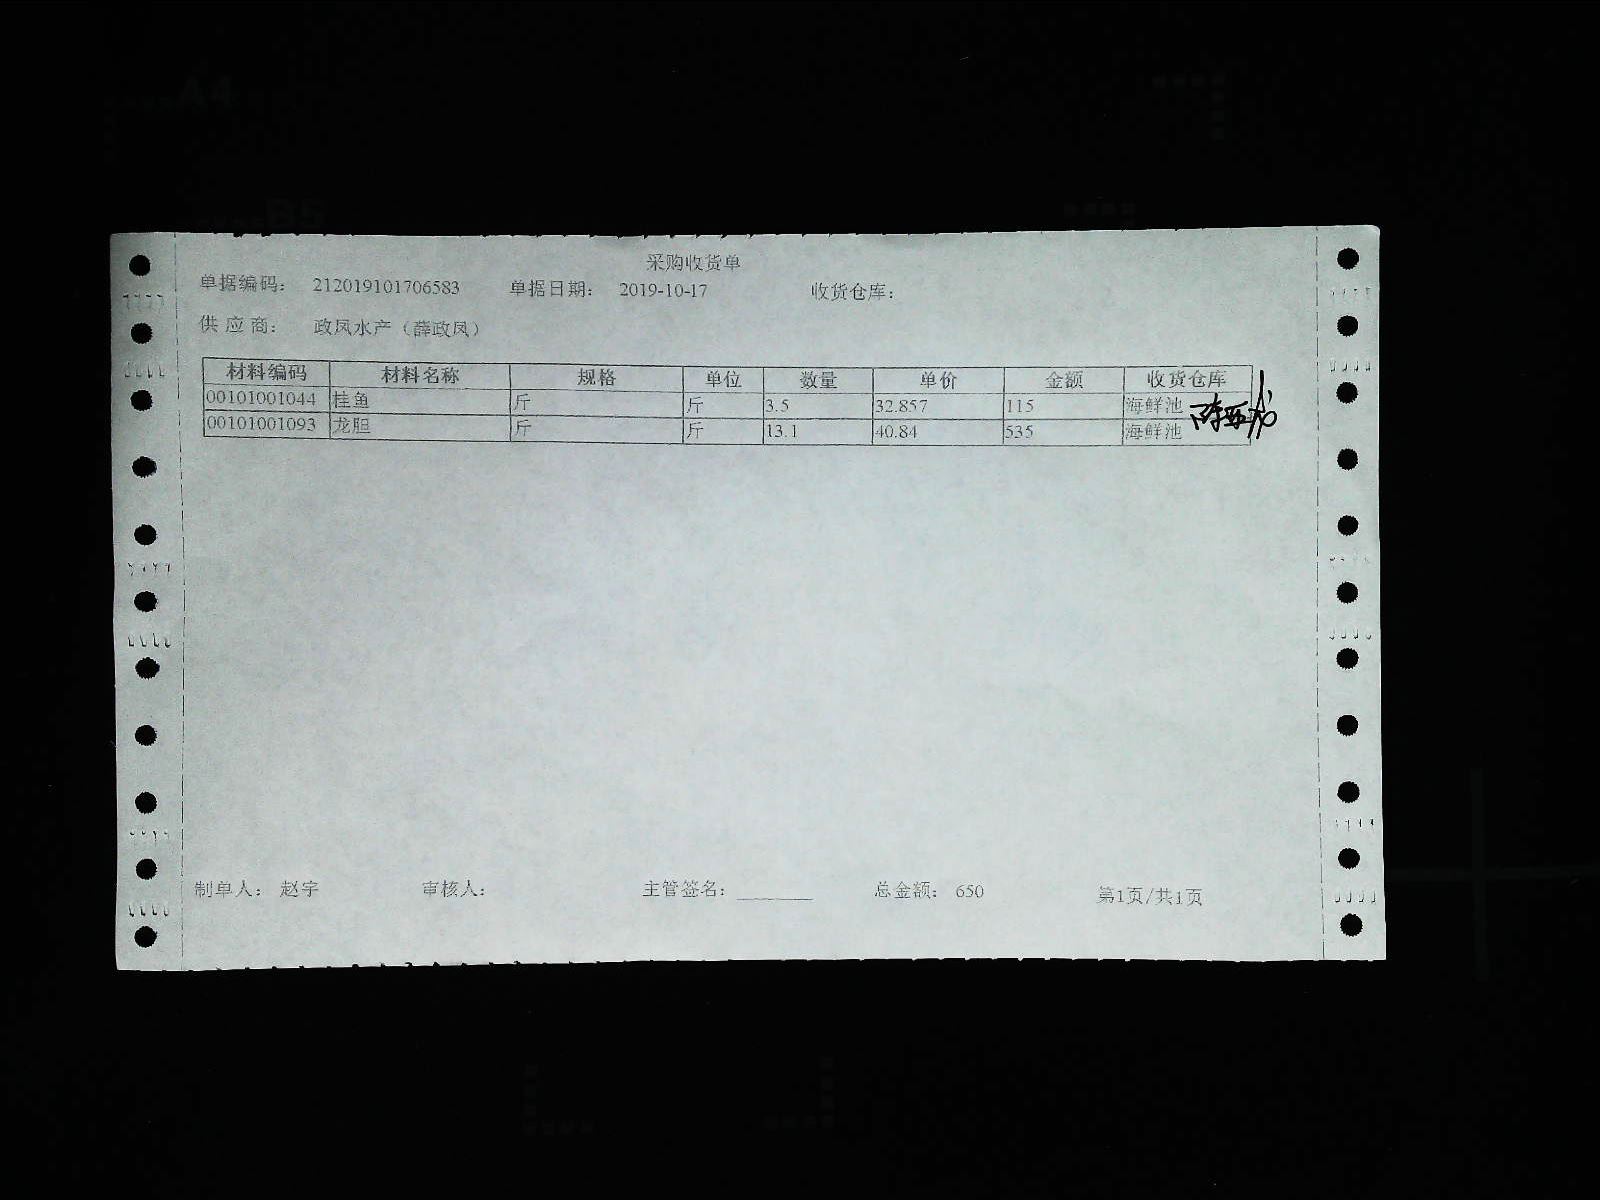 采购收货单
单据编码： 212019101706583 单据日期： 2019-10-17 收货仓库：
供应商： 政凤水产（薛政凤）
材料编码 材料名称 规格 单位 数量 单价 金额 收货仓库
00101001044 桂鱼 斤 斤 3.5 32.857 115 海鲜池
00101001093 龙胆 斤 斤 13.1 40.84 535 海鲜池
制单人： 赵宇 审核人： 主管签名： 总金额： 650 第1页/共1页